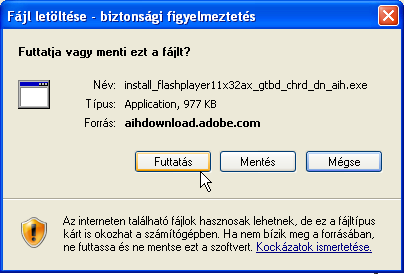 Fájl letöltése - biztonsági figyelmeztetés
Futtatja vagy menti ezt a fájlt?
Név: install_flashplayer11x32ax_gtbd_chrd_dn_aih.exe
Típus: Application, 977 KB
Forrás: aihdownload.adobe.com
Futtatás Mentés Mégse
Az interneten található fájlok hasznosak lehetnek, de ez a fájltípus
kárt is okozhat a számítógépben. Ha nem bízik meg a forrásában,
ne futtassa és ne mentse ezt a szoftvert. Kockázatok ismertetése.